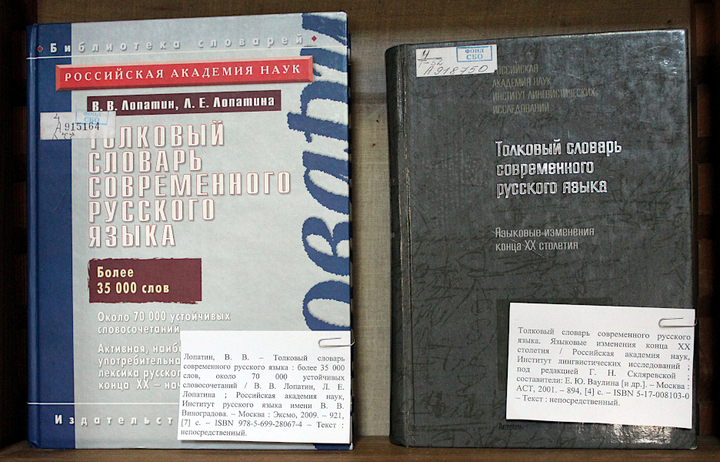 Библиотека словарей
РОССИЙСКАЯ АКАДЕМИЯ НАУК
В. В. Лопатин, Л. Е. Лопатина
А 915164
ТОЛКОВЫЙ
СЛОВАРЬ
СОВРЕМЕННОГО
РУССКОГО
ЯЗЫКА
Более
35 000 слов
Около 70 000 устойчивых
словосочетаний
Активная,
употребительна
лексика русского
конца XX – нач
Издательст
Лопатин, В. В. – Толковый словарь
современного русского языка : более 35 000
слов, около 70 000 устойчивых
словосочетаний / В. В. Лопатин, Л. Е.
Лопатина ; Российская академия наук,
Институт русского языка имени В. В.
Виноградова. – Москва : Эксмо, 2009. – 921,
[7] с. – ISBN 978-5-699-28067-4 – Текст :
непосредственный.
ФОНД
СБО
А918750
РОССИЙСКАЯ
АКАДЕМИЯ НАУК
ИНСТИТУТ ЛИНГВИСТИЧЕСКИХ
ИССЛЕДОВАНИЙ
Толковый словарь
современного
русского языка
Языковые изменения
конца XX столетия
Толковый словарь современного русского
языка. Языковые изменения конца XX
столетия / Российская академия наук,
Институт лингвистических исследований ;
под редакцией Г. Н. Скляревской ;
составители: Е. Ю. Ваулина [и др.]. – Москва :
АСТ, 2001. – 894, [4] с. – ISBN 5-17-008103-0
– Текст : непосредственный.